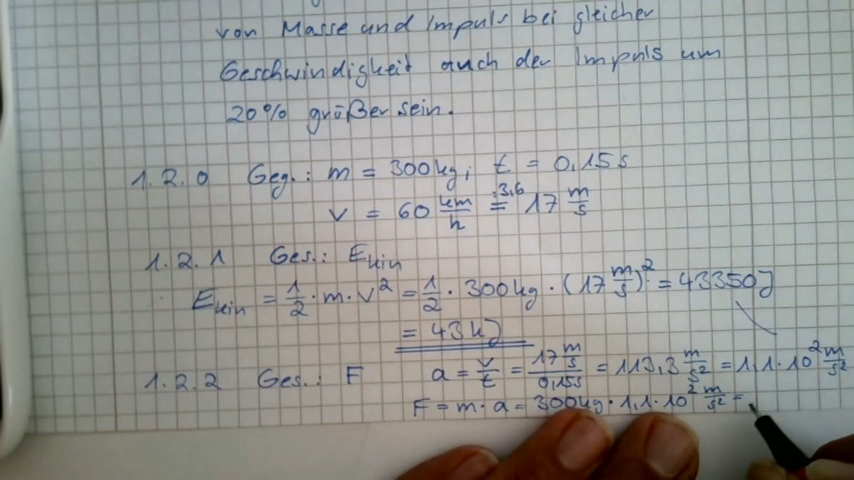 von Masse und Impuls bei gleicher
Geschwindigkeit auch der Impuls um
20% größer sein.
1.2.0 Geg.: m = 300kg; t = 0,15s
v = 60 km/h =:3,6 17 m/s
1.2.1 Ges.: Ekin
Ekin = 1/2 · m · v² = 1/2 · 300kg · (17 m/s)² = 43350J
= 43kJ
1.2.2 Ges.: F a = v/t = 17 m/s / 0,15s = 113,3 m/s² = 1,1 · 10² m/s²
F = m · a = 300kg · 1,1 · 10² m/s² =